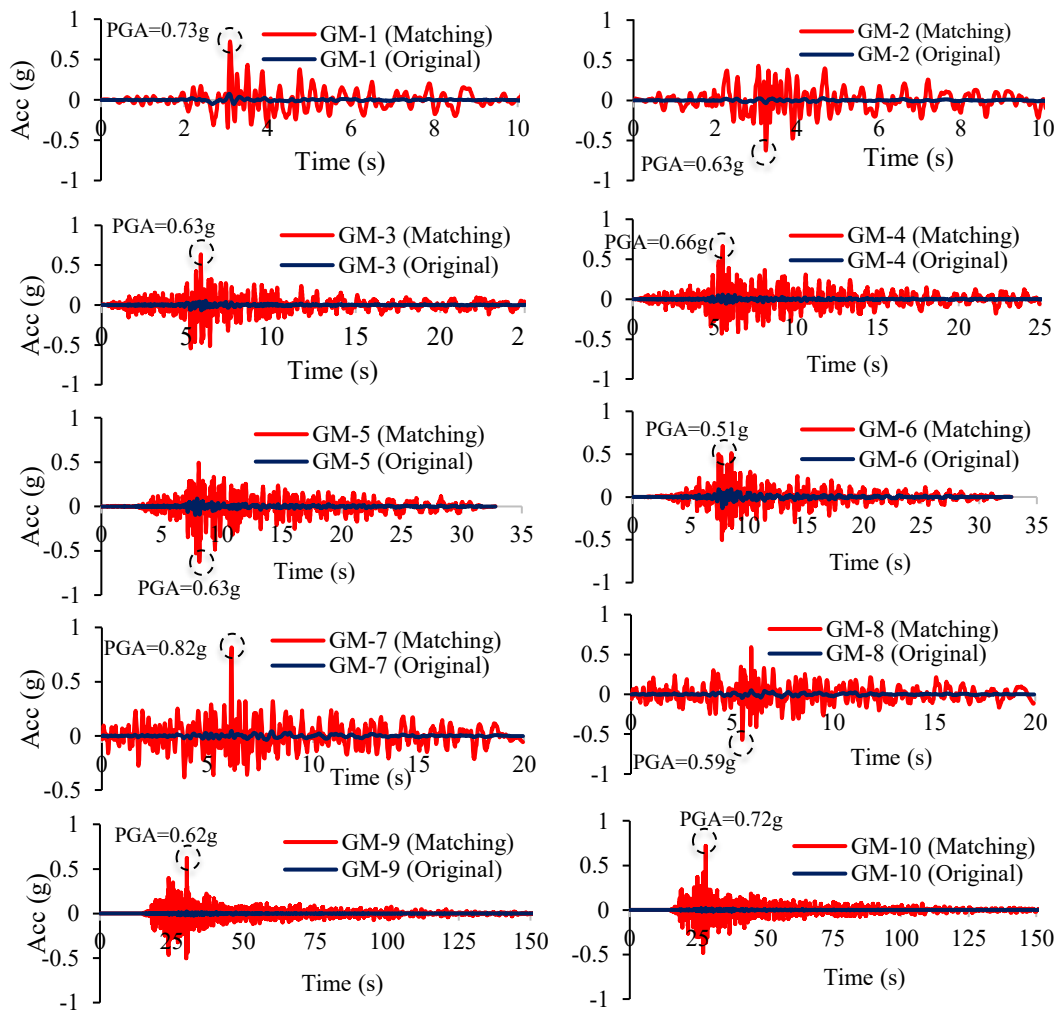 PGA=0.73g
GM-1 (Matching)
GM-1 (Original)
Acc (g)
1
0.5
0
-0.5
-1
0 2 4 6 8 10
Time (s)
GM-2 (Matching)
GM-2 (Original)
1
0.5
0
-0.5
-1
0 2 4 6 8 10
Time (s)
PGA=0.63g
PGA=0.63g
GM-3 (Matching)
GM-3 (Original)
Acc (g)
1
0.5
0
-0.5
-1
0 5 10 15 20 2
Time (s)
PGA=0.66g
GM-4 (Matching)
GM-4 (Original)
1
0.5
0
-0.5
-1
0 5 10 15 20 25
Time (s)
GM-5 (Matching)
GM-5 (Original)
1
0.5
0
-0.5
-1
0 5 10 15 20 25 30 35
Time (s)
PGA=0.63g
PGA=0.51g
GM-6 (Matching)
GM-6 (Original)
1
0.5
0
-0.5
-1
0 5 10 15 20 25 30 35
Time (s)
PGA=0.82g
GM-7 (Matching)
GM-7 (Original)
Acc (g)
1
0.5
0
-0.5
0 5 10 15 20
Time (s)
GM-8 (Matching)
GM-8 (Original)
1
0.5
0
-0.5
-1
0 5 10 15 20
Time (s)
PGA=0.59g
PGA=0.62g
GM-9 (Matching)
GM-9 (Original)
Acc (g)
1
0.5
0
-0.5
-1
0 25 50 75 100 125 150
Time (s)
PGA=0.72g
GM-10 (Matching)
GM-10 (Original)
1
0.5
0
-0.5
-1
0 25 50 75 100 125 150
Time (s)